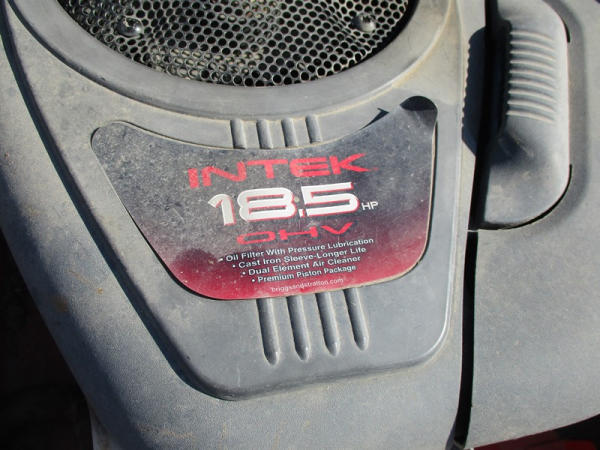 INTEK
18.5 HP
OHV
• Oil Filter With Pressure Lubrication
• Cast Iron Sleeve-Longer Life
• Dual Element Air Cleaner
• Premium Piston Package
briggsandstratton.com